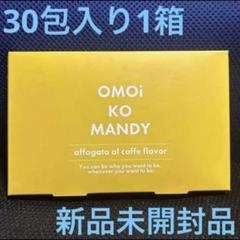 30包入り1箱
OMOi
KO
MANDY
affogato al caffe flavor
You can be who you want to be.
whenever you want to be.
新品未開封品